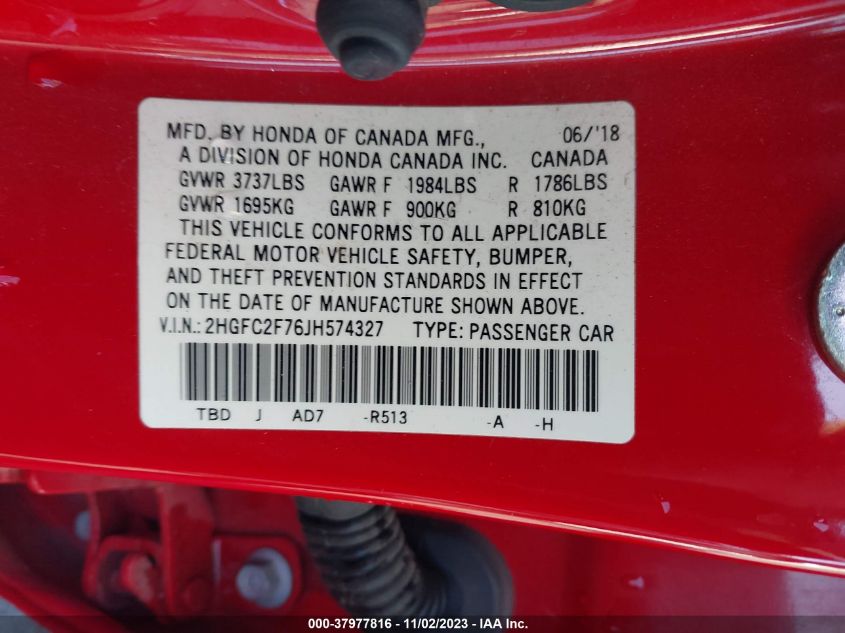 MFD. BY HONDA OF CANADA MFG., 06/'18
A DIVISION OF HONDA CANADA INC. CANADA
GVWR 3737LBS GAWR F 1984LBS R 1786LBS
GVWR 1695KG GAWR F 900KG R 810KG
THIS VEHICLE CONFORMS TO ALL APPLICABLE
FEDERAL MOTOR VEHICLE SAFETY, BUMPER,
AND THEFT PREVENTION STANDARDS IN EFFECT
ON THE DATE OF MANUFACTURE SHOWN ABOVE.
V.I.N.: 2HGFC2F76JH574327 TYPE: PASSENGER CAR
TBD J AD7 -R513 -A -H
000-37977816 - 11/02/2023 - IAA Inc.